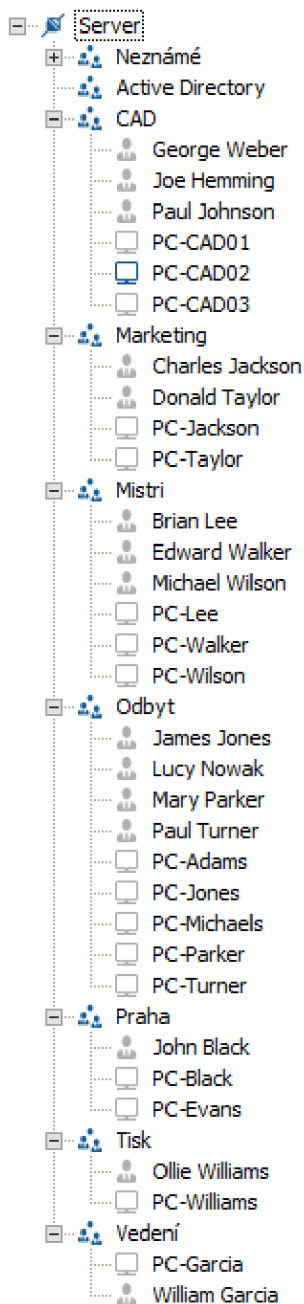 Server
Neznámé
Active Directory
CAD
George Weber
Joe Hemming
Paul Johnson
PC-CAD01
PC-CAD02
PC-CAD03
Marketing
Charles Jackson
Donald Taylor
PC-Jackson
PC-Taylor
Mistri
Brian Lee
Edward Walker
Michael Wilson
PC-Lee
PC-Walker
PC-Wilson
Odbyt
James Jones
Lucy Nowak
Mary Parker
Paul Turner
PC-Adams
PC-Jones
PC-Michaels
PC-Parker
PC-Turner
Praha
John Black
PC-Black
PC-Evans
Tisk
Ollie Williams
PC-Williams
Vedení
PC-Garcia
William Garcia